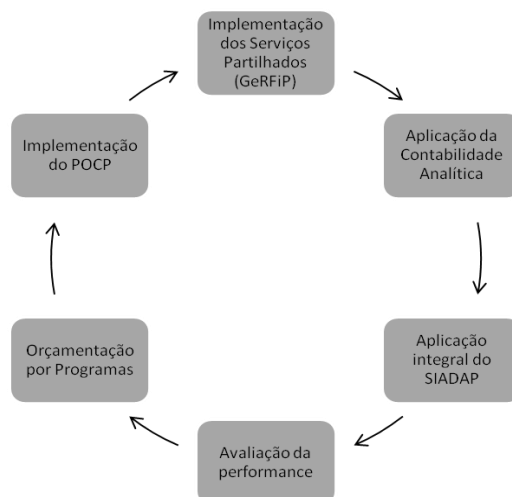 Implementação
dos Serviços
Partilhados
(GeRFiP)
Aplicação da
Contabilidade
Analítica
Aplicação
integral do
SIADAP
Avaliação da
performance
Orçamentação
por Programas
Implementação
do POCP